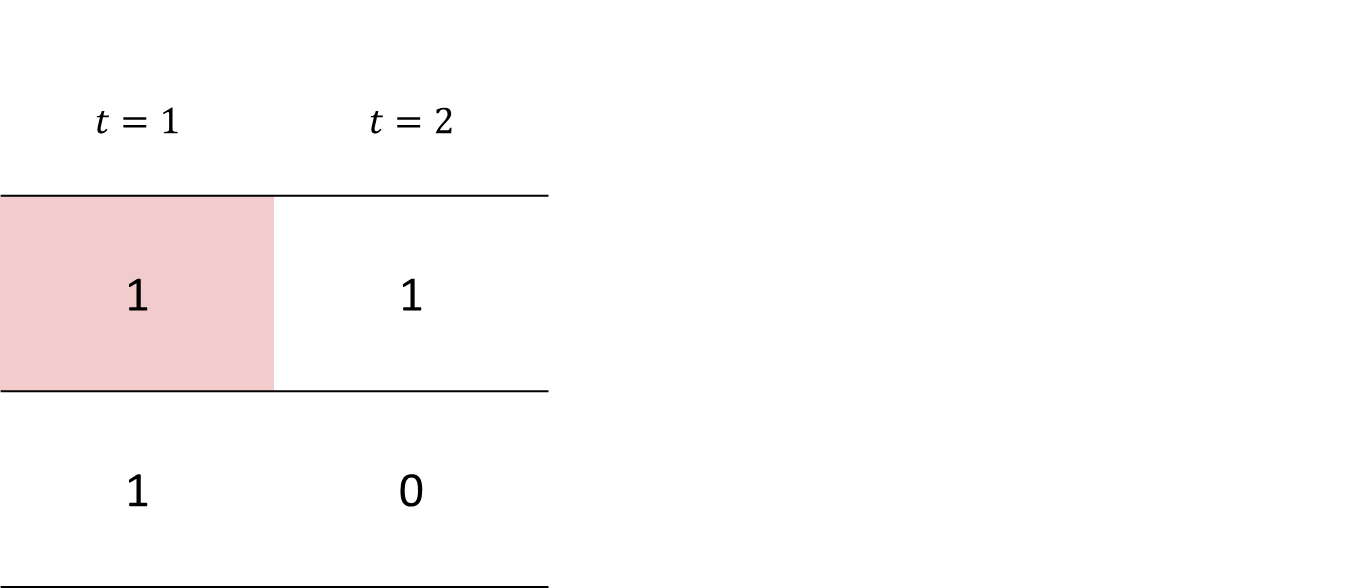 t = 1 t = 2
1 1
1 0